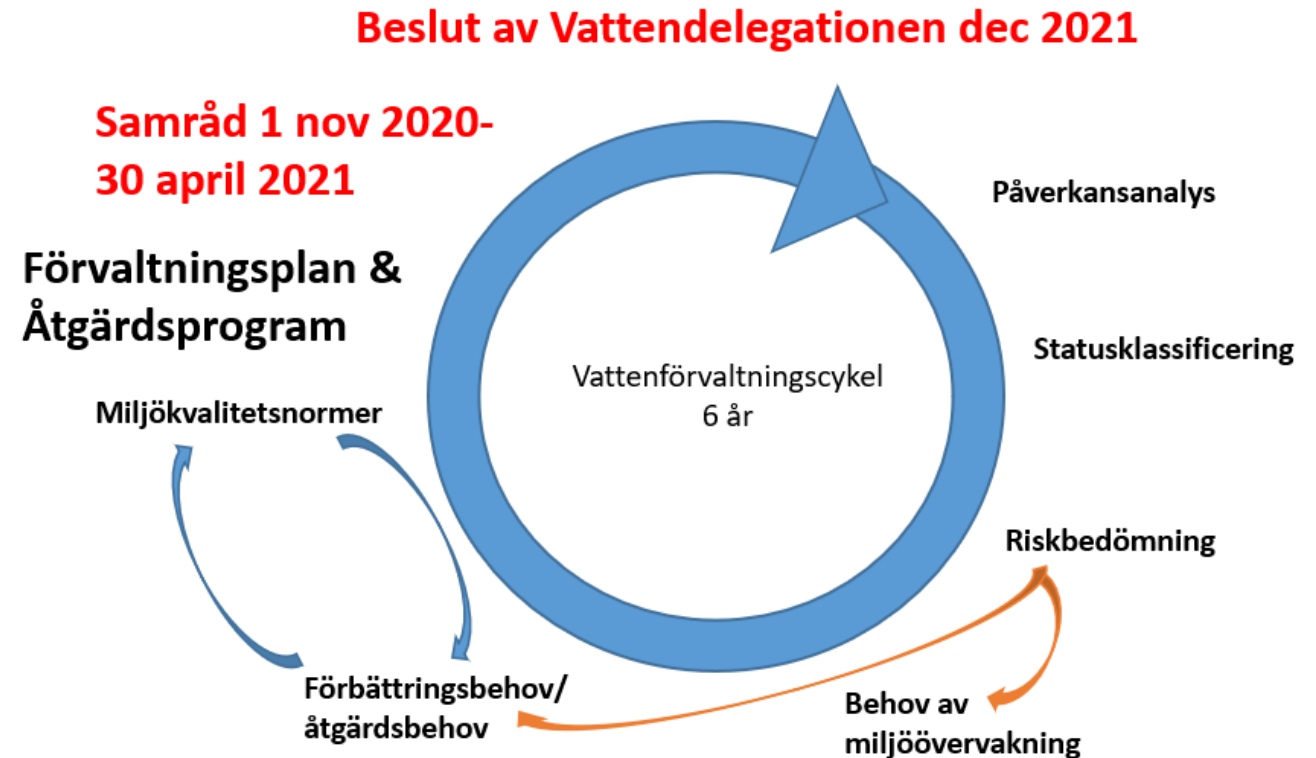 Beslut av Vattendelegationen dec 2021
Samråd 1 nov 2020-
30 april 2021
Påverkansanalys
Förvaltningsplan &
Åtgärdsprogram
Statusklassificering
Vattenförvaltningscykel
6 år
Miljökvalitetsnormer
Riskbedömning
Förbättringsbehov/
åtgärdsbehov
Behov av
miljöövervakning